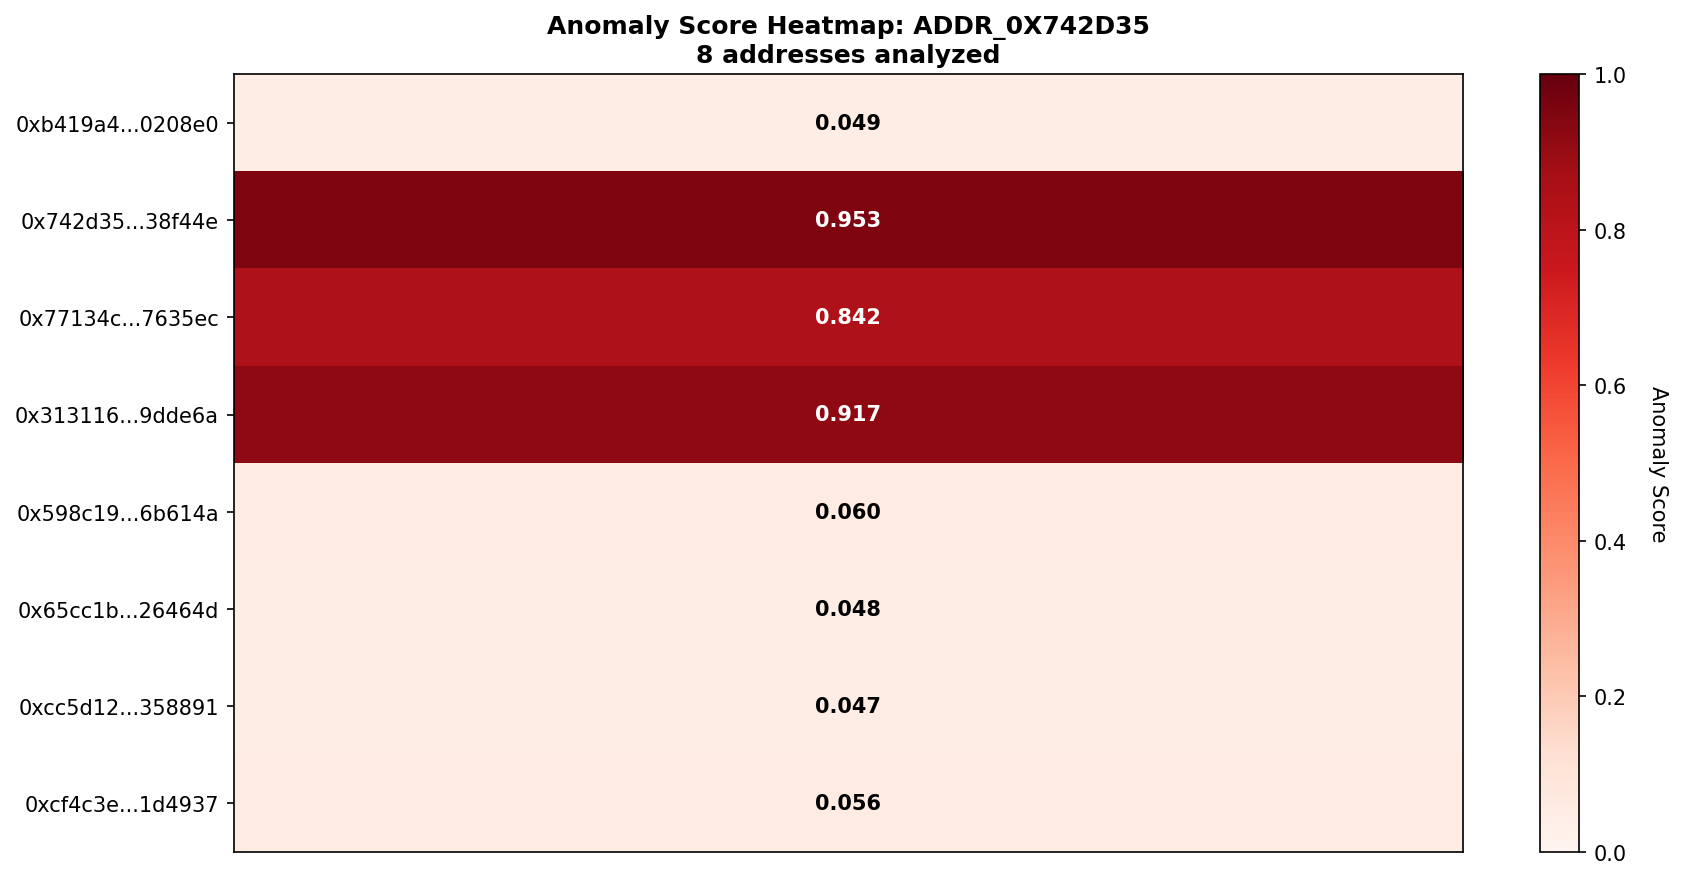 Anomaly Score Heatmap: ADDR_0X742D35
8 addresses analyzed
0xb419a4...0208e0
0.049
0x742d35...38f44e
0.953
0x77134c...7635ec
0.842
0x313116...9dde6a
0.917
0x598c19...6b614a
0.060
0x65cc1b...26464d
0.048
0xcc5d12...358891
0.047
0xcf4c3e...1d4937
0.056
1.0
0.8
0.6
0.4
0.2
0.0
Anomaly Score